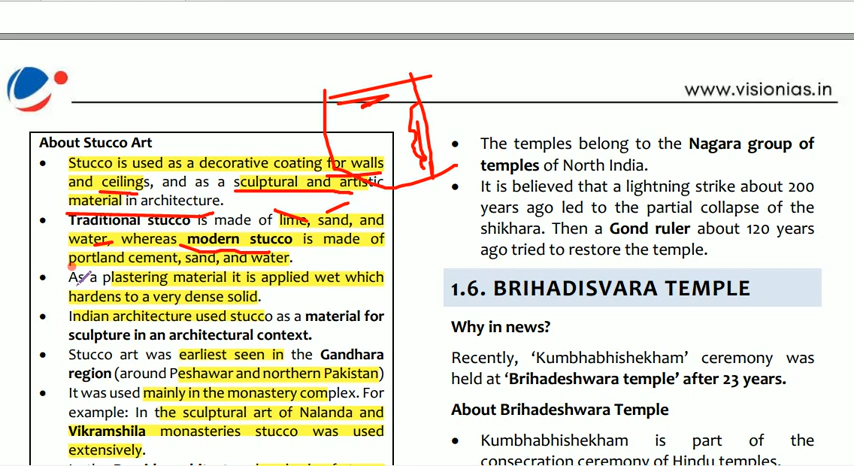 www.visionias.in
About Stucco Art
• Stucco is used as a decorative coating for walls
and ceilings, and as a sculptural and artistic
material in architecture.
• Traditional stucco is made of lime, sand, and
water, whereas modern stucco is made of
portland cement, sand, and water.
• As a plastering material it is applied wet which
hardens to a very dense solid.
• Indian architecture used stucco as a material for
sculpture in an architectural context.
• Stucco art was earliest seen in the Gandhara
region (around Peshawar and northern Pakistan)
• It was used mainly in the monastery complex. For
example: In the sculptural art of Nalanda and
Vikramshila monasteries stucco was used
extensively.
• The temples belong to the Nagara group of
temples of North India.
• It is believed that a lightning strike about 200
years ago led to the partial collapse of the
shikhara. Then a Gond ruler about 120 years
ago tried to restore the temple.
1.6. BRIHADISVARA TEMPLE
Why in news?
Recently, ‘Kumbhabhishekham’ ceremony was
held at ‘Brihadeshwara temple’ after 23 years.
About Brihadeshwara Temple
• Kumbhabhishekham is part of the
consecration ceremony of Hindu temples.